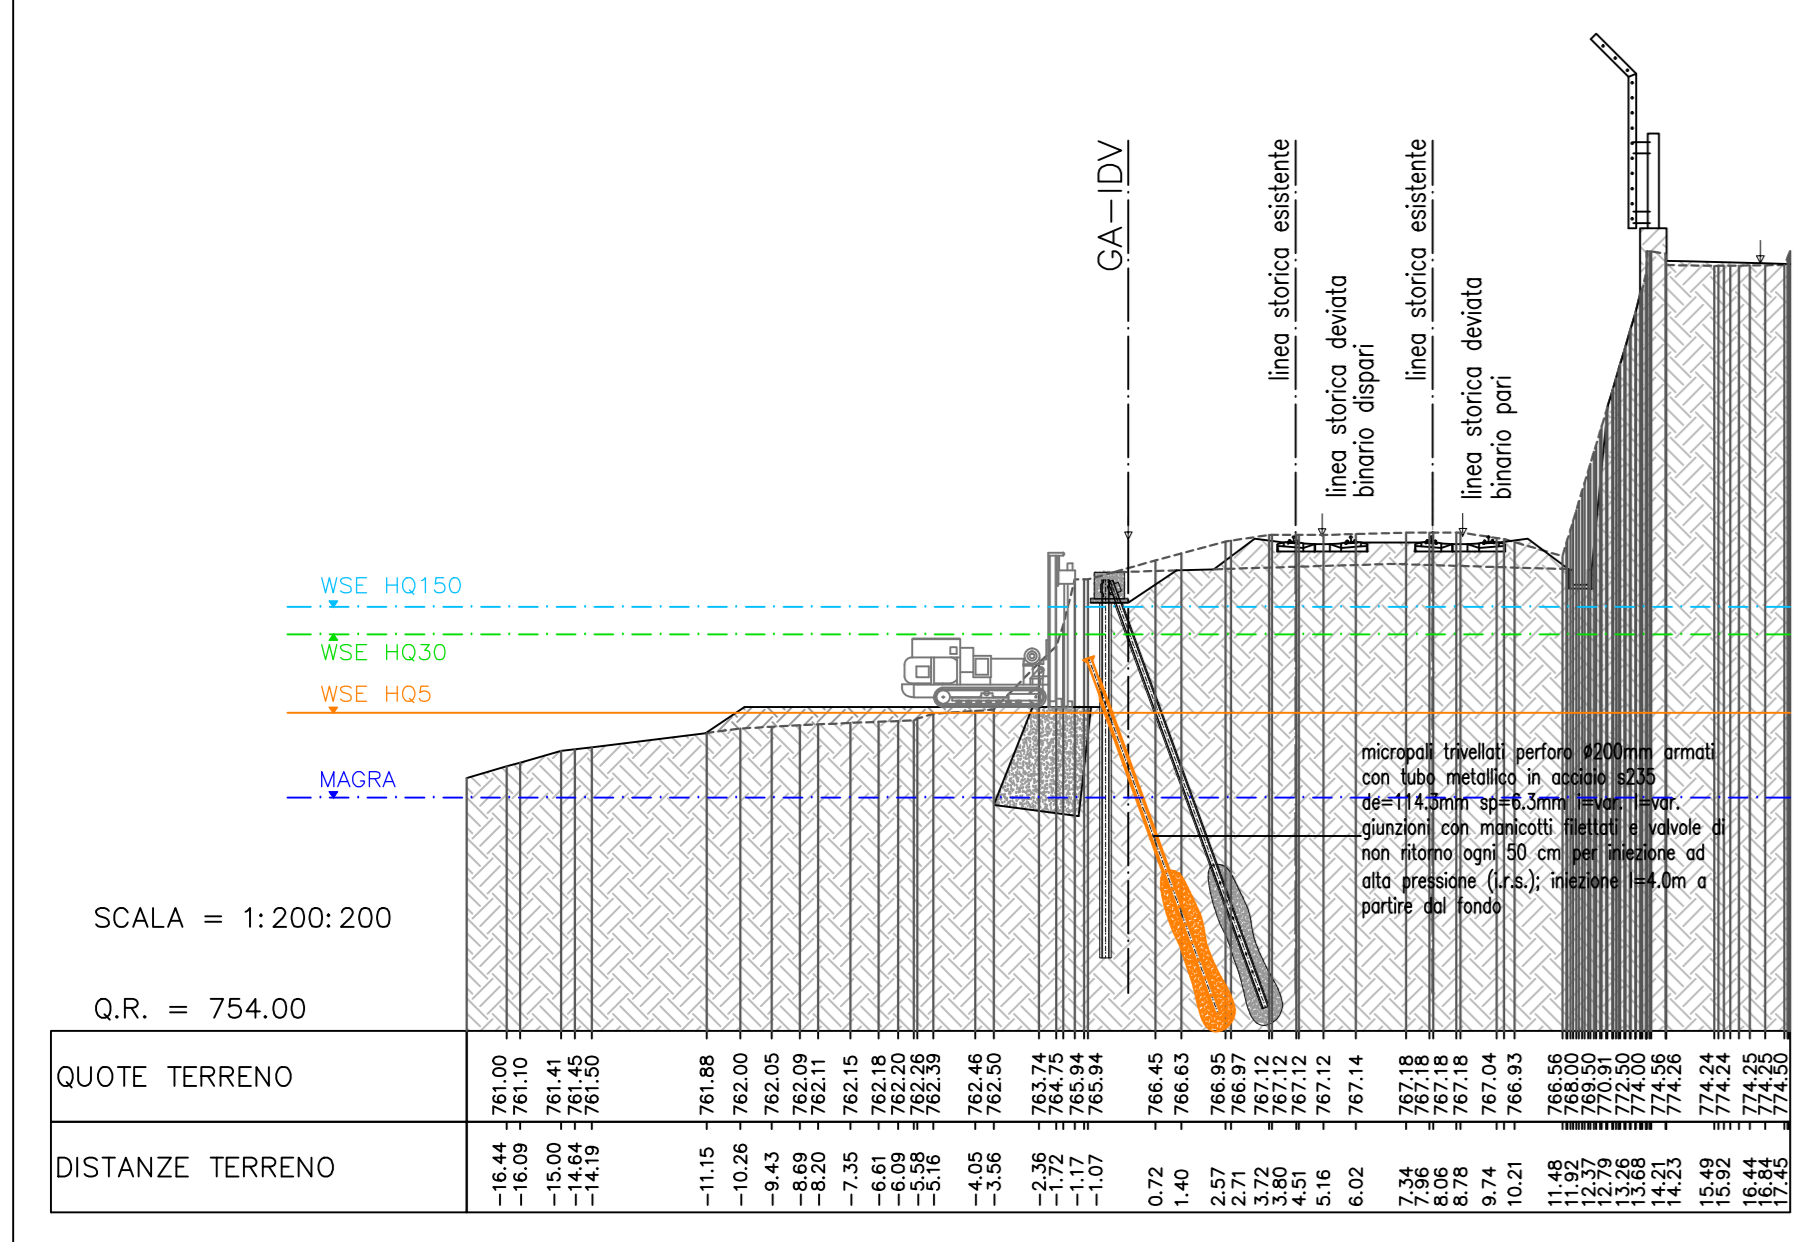 GA-IDV
linea storica esistente
linea storica deviata
binario dispari
linea storica esistente
linea storica deviata
binario pari
WSE HQ150
WSE HQ30
WSE HQ5
MAGRA
micropali trivellati perforo Ø200mm armati
con tubo metallico in acciaio s235
de=114.3mm sp=6.3mm i=var. l=var.
giunzioni con manicotti filettati e valvole di
non ritorno ogni 50 cm per iniezione ad
alta pressione (i.r.s.); iniezione l=4.0m a
partire dal fondo
SCALA = 1:200:200
Q.R. = 754.00
QUOTE TERRENO 761.00 761.10 761.41 761.45 761.50 761.88 762.00 762.05 762.09 762.11 762.15 762.18 762.20 762.26 762.39 762.46 762.50 763.74 764.75 765.94 765.94 766.45 766.63 766.95 766.97 767.12 767.12 767.12 767.12 767.14 767.18 767.18 767.18 767.18 767.04 766.93 766.56 768.00 769.50 770.91 772.50 774.00 774.56 774.26 774.24 774.24 774.25 774.25 774.50
DISTANZE TERRENO -16.44 -16.09 -15.00 -14.64 -14.19 -11.15 -10.26 -9.43 -8.69 -8.20 -7.35 -6.61 -6.09 -5.58 -5.16 -4.05 -3.56 -2.36 -1.72 -1.17 -1.07 0.72 1.40 2.57 2.71 3.72 3.80 4.51 5.16 6.02 7.34 7.96 8.06 8.78 9.74 10.21 11.48 11.92 12.37 12.79 13.26 13.68 14.21 14.23 15.49 15.92 16.44 16.84 17.45